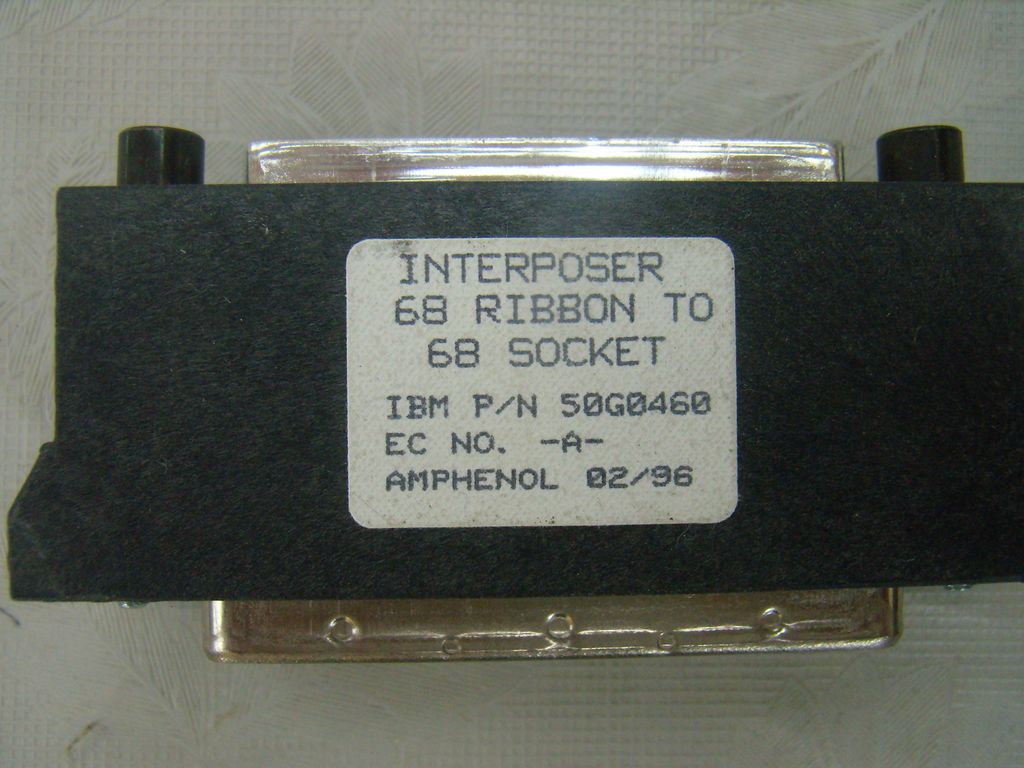 INTERPOSER
68 RIBBON TO
68 SOCKET
IBM P/N 50G0460
EC NO. -A-
AMPHENOL 02/96